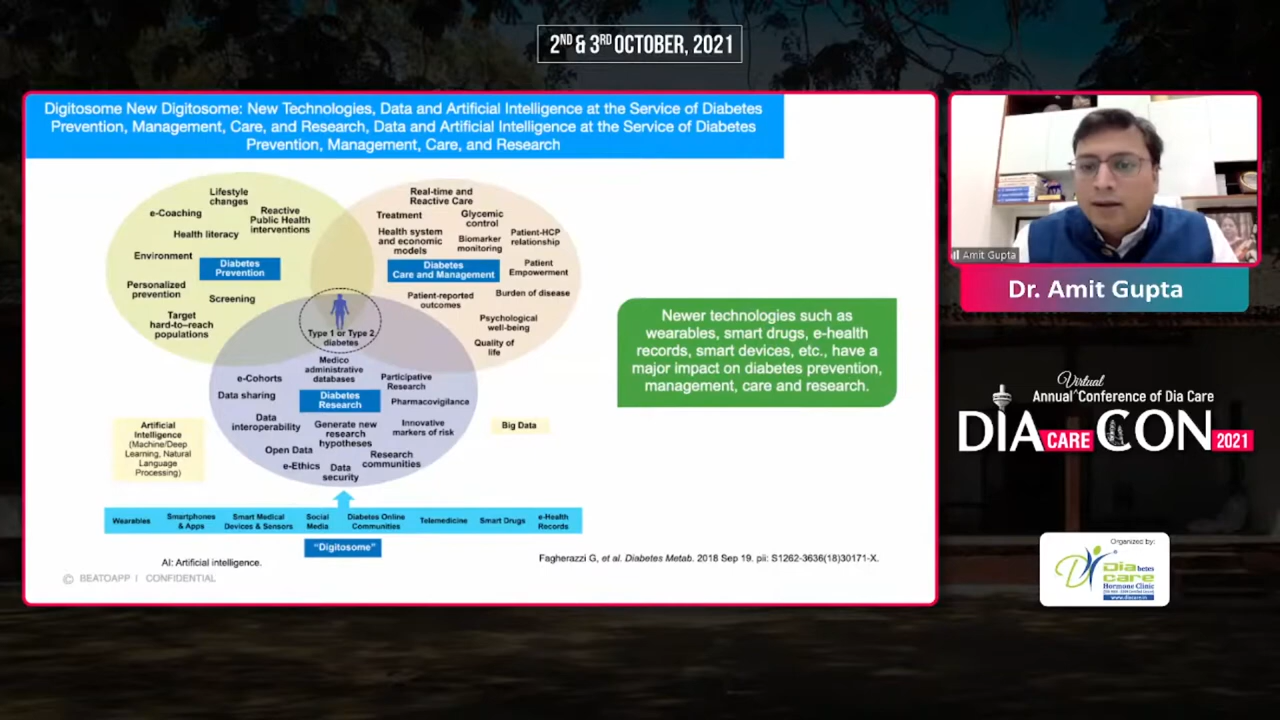 2ND & 3RD OCTOBER, 2021
Digitosome New Digitosome: New Technologies, Data and Artificial Intelligence at the Service of Diabetes
Prevention, Management, Care, and Research, Data and Artificial Intelligence at the Service of Diabetes
Prevention, Management, Care, and Research
Lifestyle
changes
e-Coaching
Reactive
Public Health
interventions
Health literacy
Environment
Diabetes
Prevention
Personalized
prevention
Screening
Target
hard-to-reach
populations
Real-time and
Reactive Care
Treatment
Glycemic
control
Health system
and economic
models
Biomarker
monitoring
Patient-HCP
relationship
Diabetes
Care and Management
Patient
Empowerment
Patient-reported
outcomes
Burden of disease
Psychological
well-being
Quality of
life
Type 1 or Type 2
diabetes
Medico
administrative
databases
e-Cohorts
Participative
Research
Data sharing
Diabetes
Research
Pharmacovigilance
Data
interoperability
Generate new
research
hypotheses
Innovative
markers of risk
Open Data
Research
communities
e-Ethics
Data
security
Artificial
Intelligence
(Machine/Deep
Learning, Natural
Language
Processing)
Big Data
Wearables
Smartphones
& Apps
Smart Medical
Devices & Sensors
Social
Media
Diabetes Online
Communities
Telemedicine
Smart Drugs
e-Health
Records
"Digitosome"
AI: Artificial intelligence.
Fagherazzi G, et al. Diabetes Metab. 2018 Sep 19. pii: S1262-3636(18)30171-X.
© BEATOAPP | CONFIDENTIAL
Newer technologies such as
wearables, smart drugs, e-health
records, smart devices, etc., have a
major impact on diabetes prevention,
management, care and research.
Amit Gupta
Dr. Amit Gupta
Virtual
Annual ^ Conference of Dia Care
DIA CARE CON 2021
Organized by:
Diabetes
care
Hormone Clinic